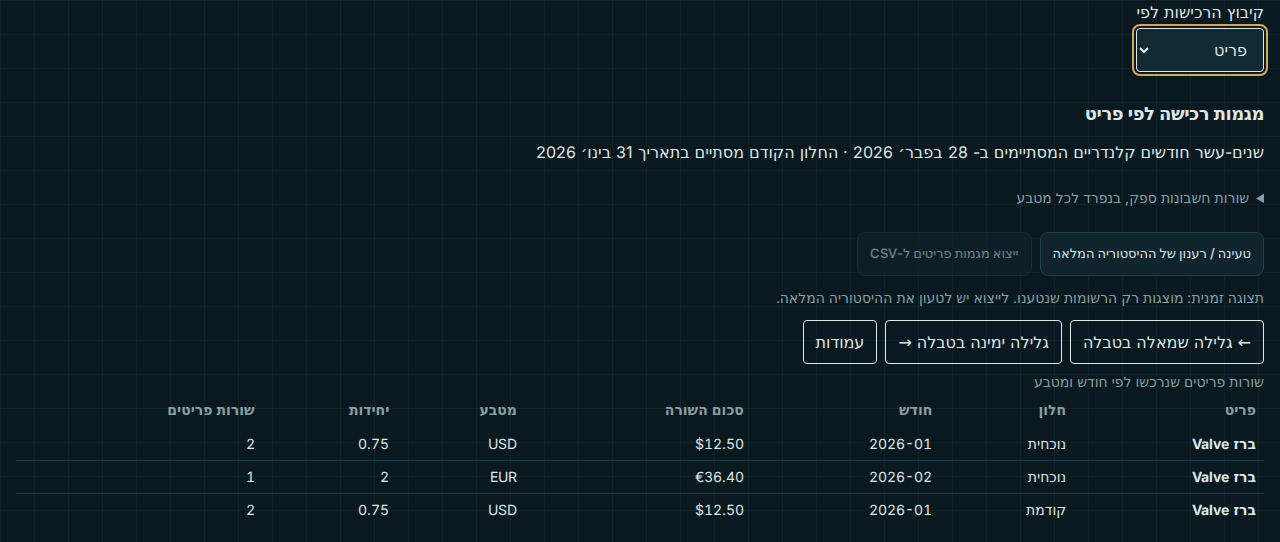 קיבוץ הרכישות לפי
פריט
מגמות רכישה לפי פריט
שנים-עשר חודשים קלנדריים המסתיימים ב- 28 בפבר׳ 2026 · החלון הקודם מסתיים בתאריך 31 בינו׳ 2026
שורות חשבונות ספק, בנפרד לכל מטבע
טעינה / רענון של ההיסטוריה המלאה ייצוא מגמות פריטים ל-CSV
תצוגה זמנית: מוצגות רק הרשומות שנטענו. לייצוא יש לטעון את ההיסטוריה המלאה.
← גלילה שמאלה בטבלה גלילה ימינה בטבלה → עמודות
שורות פריטים שנרכשו לפי חודש ומטבע
פריט חלון חודש סכום השורה מטבע יחידות שורות פריטים
ברז Valve נוכחית 2026-01 $12.50 USD 0.75 2
ברז Valve נוכחית 2026-02 €36.40 EUR 2 1
ברז Valve קודמת 2026-01 $12.50 USD 0.75 2